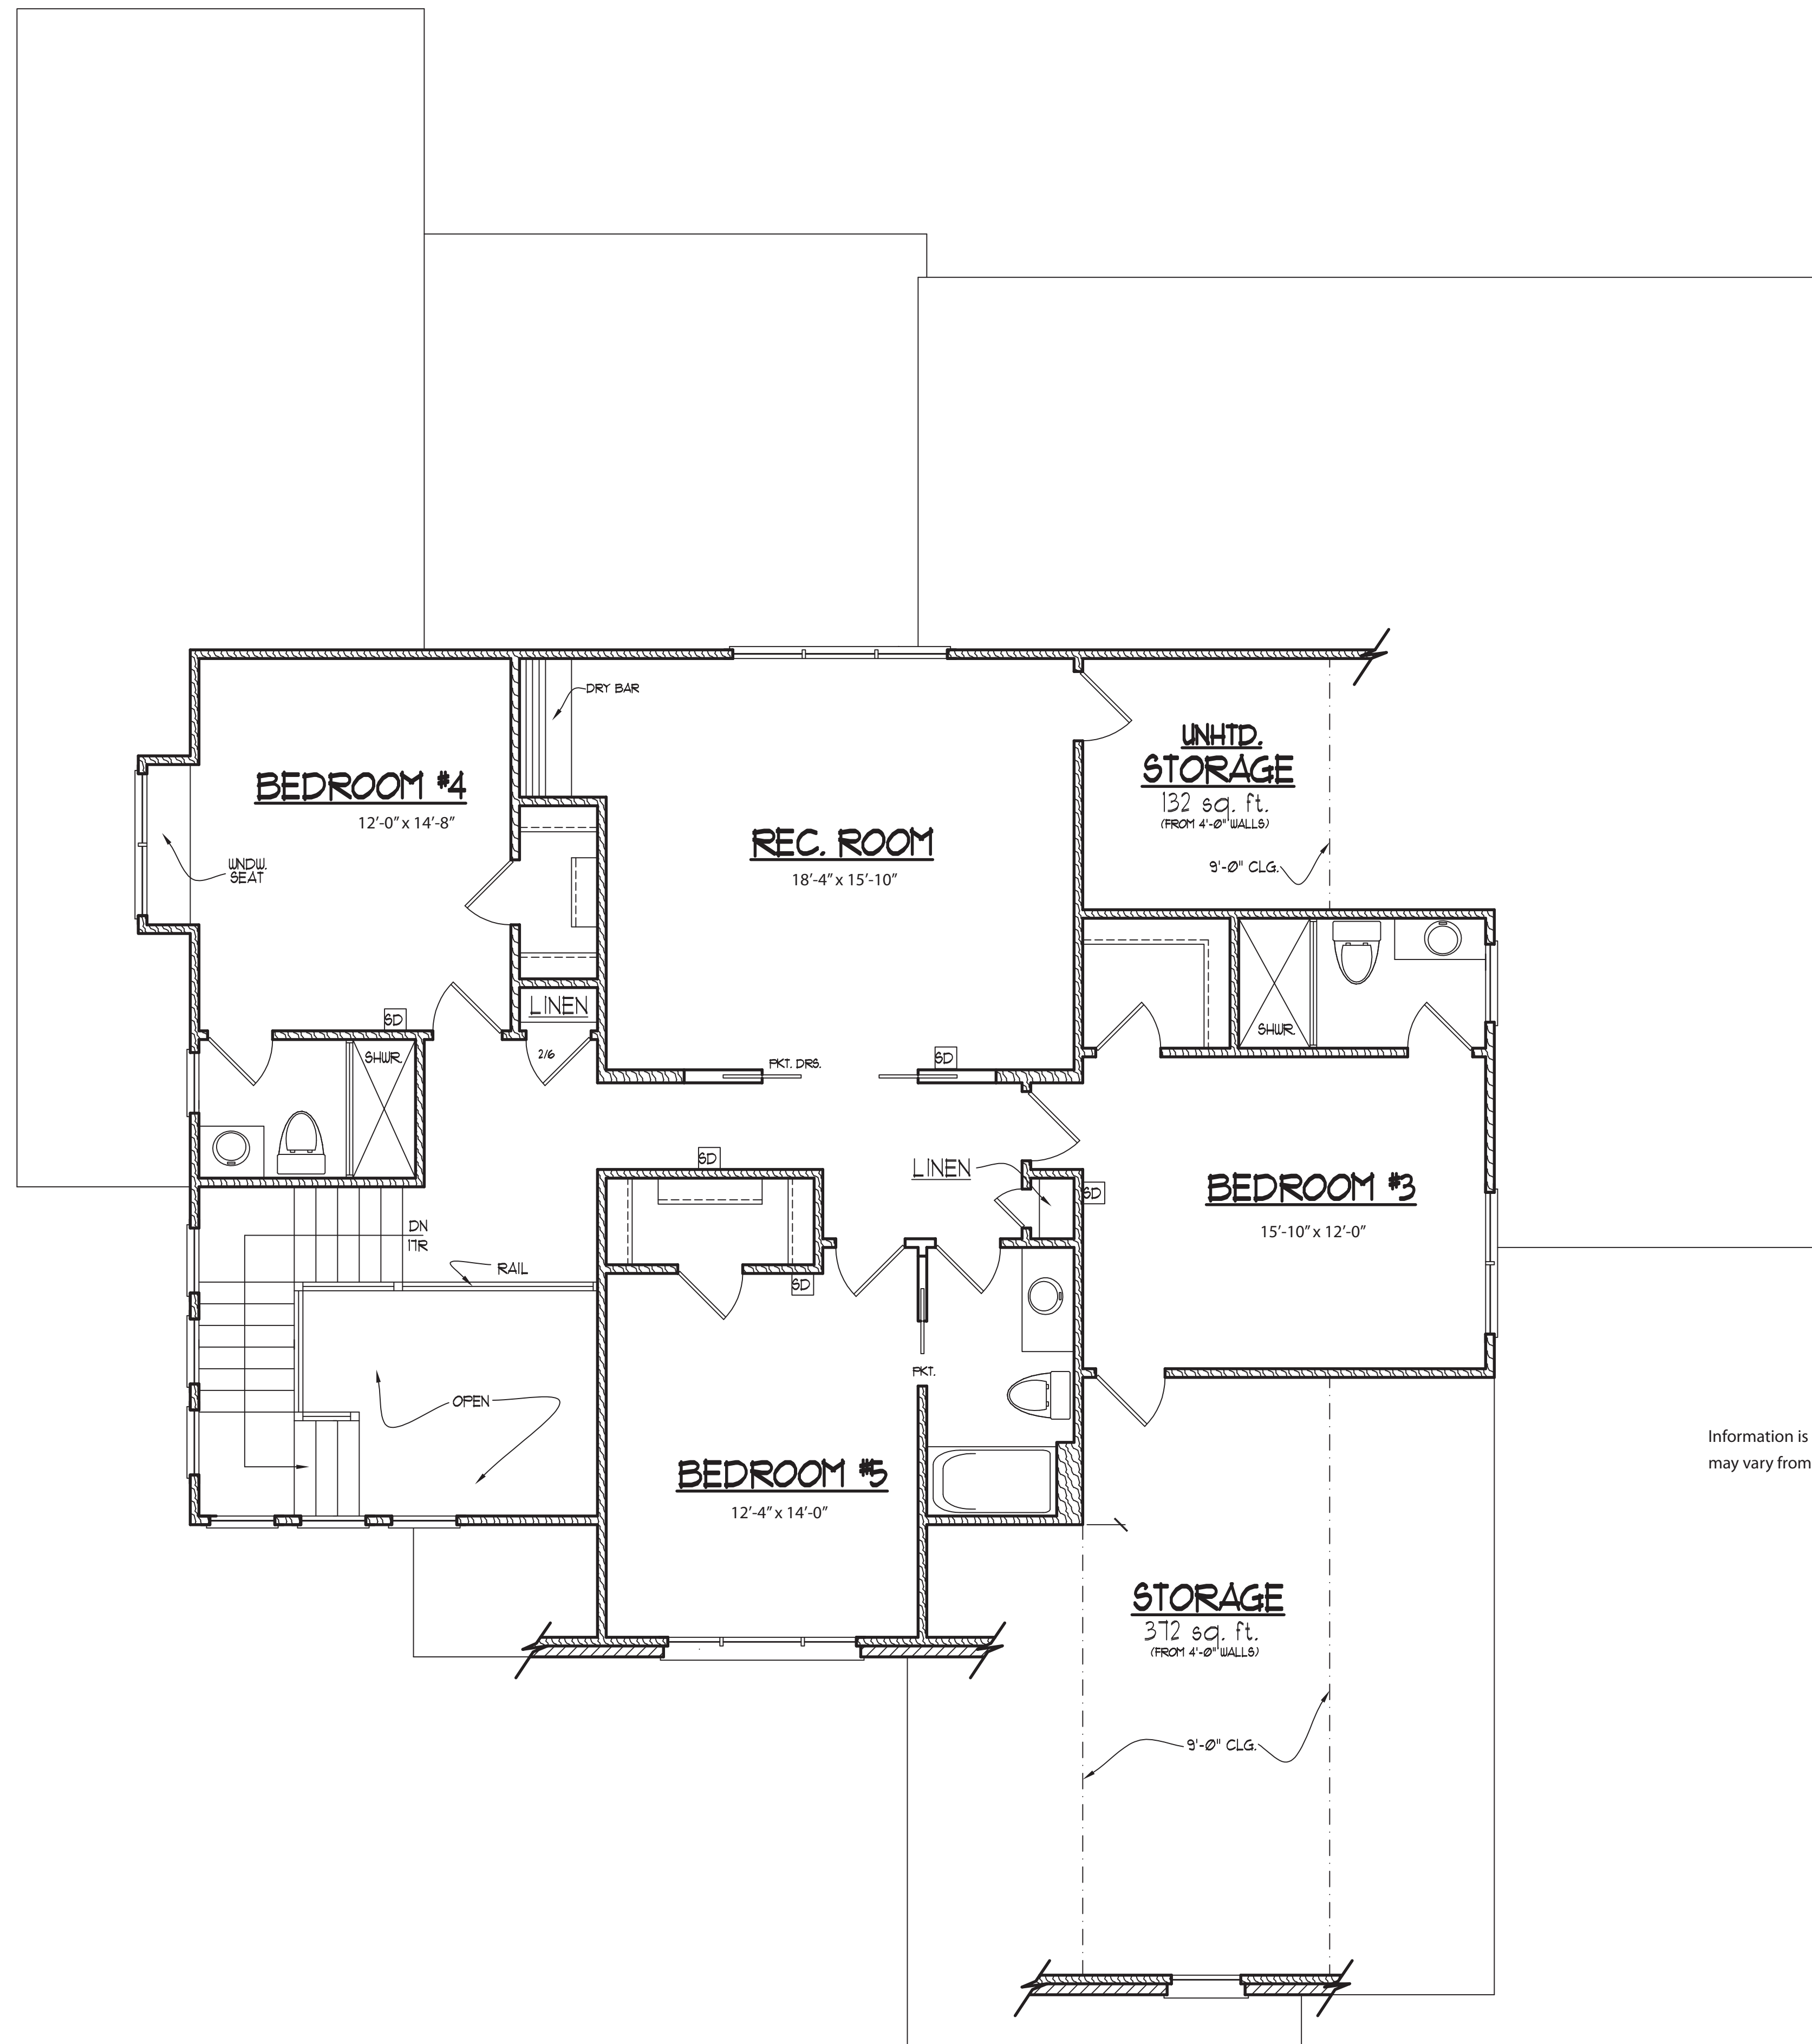 DRY BAR
UNHTD.
STORAGE
132 sq. ft.
(FROM 4'-0" WALLS)
9'-0" CLG.
BEDROOM #4
12'-0" x 14'-8"
WNDW.
SEAT
REC. ROOM
18'-4" x 15'-10"
LINEN
SD
2/6
SHWR.
PKT. DRS.
SD
SHWR.
SD
LINEN
SD
BEDROOM #3
15'-10" x 12'-0"
DN
17R
RAIL
SD
PKT.
OPEN
BEDROOM #5
12'-4" x 14'-0"
Information is
may vary from
STORAGE
372 sq. ft.
(FROM 4'-0" WALLS)
9'-0" CLG.